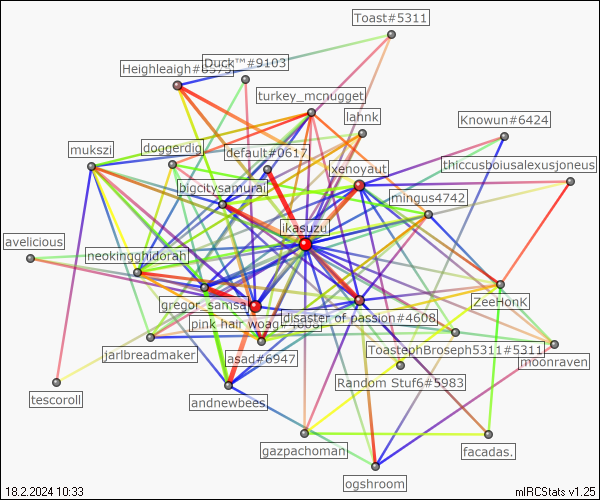 Toast#5311
Duck™#9103
Heighleaigh#6575
turkey_mcnugget
lahnk
Knowun#6424
mukszi
doggerdig
default#0617
xenoyaut
thiccusboiusalexusjoneus
bigcitysamurai
mingus4742
ikasuzu
avelicious
neokingghidorah
gregor_samsa
ZeeHonK
disaster of passion#4608
pink hair woag
jarlbreadmaker
asad#6947
ToastephBroseph5311#5311
moonraven
Random Stuf6#5983
tescoroll
andnewbees
gazpachoman
facadas.
ogshroom
18.2.2024 10:33
mIRCStats v1.25